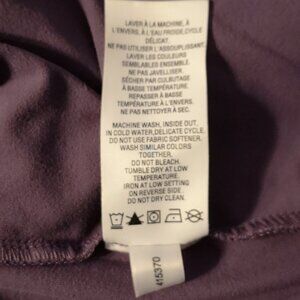 LAVER À LA MACHINE, À
L'ENVERS, À L'EAU FROIDE, CYCLE
DÉLICAT.
NE PAS UTILISER L'ASSOUPLISSANT.
LAVER LES COULEURS
SEMBLABLES ENSEMBLE.
NE PAS JAVELLISER.
SÉCHER PAR CULBUTAGE
À BASSE TEMPÉRATURE.
REPASSER À BASSE
TEMPÉRATURE À L'ENVERS.
NE PAS NETTOYER À SEC.
MACHINE WASH, INSIDE OUT,
IN COLD WATER, DELICATE CYCLE.
DO NOT USE FABRIC SOFTENER.
WASH SIMILAR COLORS
TOGETHER.
DO NOT BLEACH.
TUMBLE DRY AT LOW
TEMPERATURE.
IRON AT LOW SETTING
ON REVERSE SIDE
DO NOT DRY CLEAN.
415370